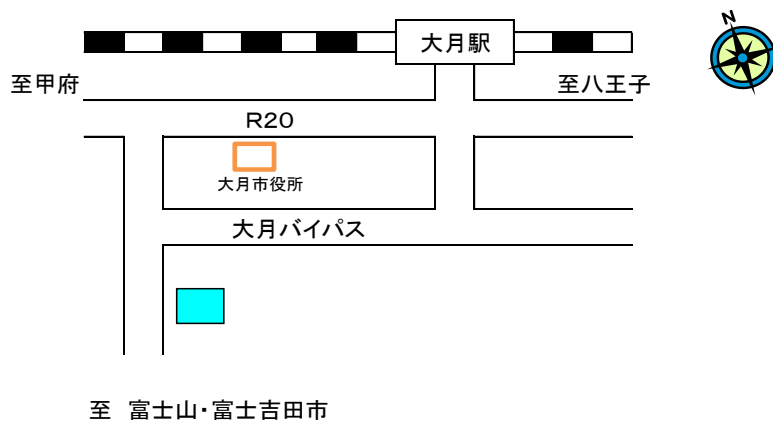 大月駅
N
至甲府
至八王子
R20
大月市役所
大月バイパス
至 富士山・富士吉田市